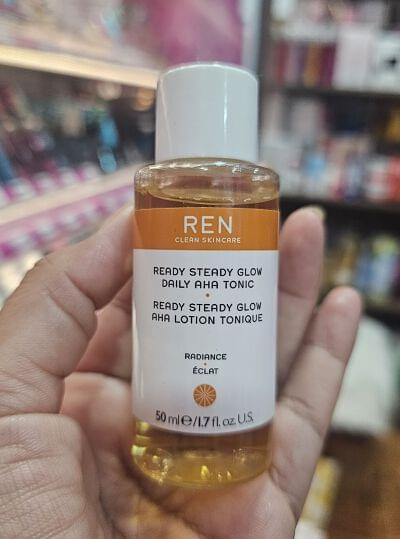 REN
CLEAN SKINCARE
READY STEADY GLOW
DAILY AHA TONIC
•
READY STEADY GLOW
AHA LOTION TONIQUE
RADIANCE
•
ÉCLAT
50 ml℮/1.7 fl. oz. U.S.